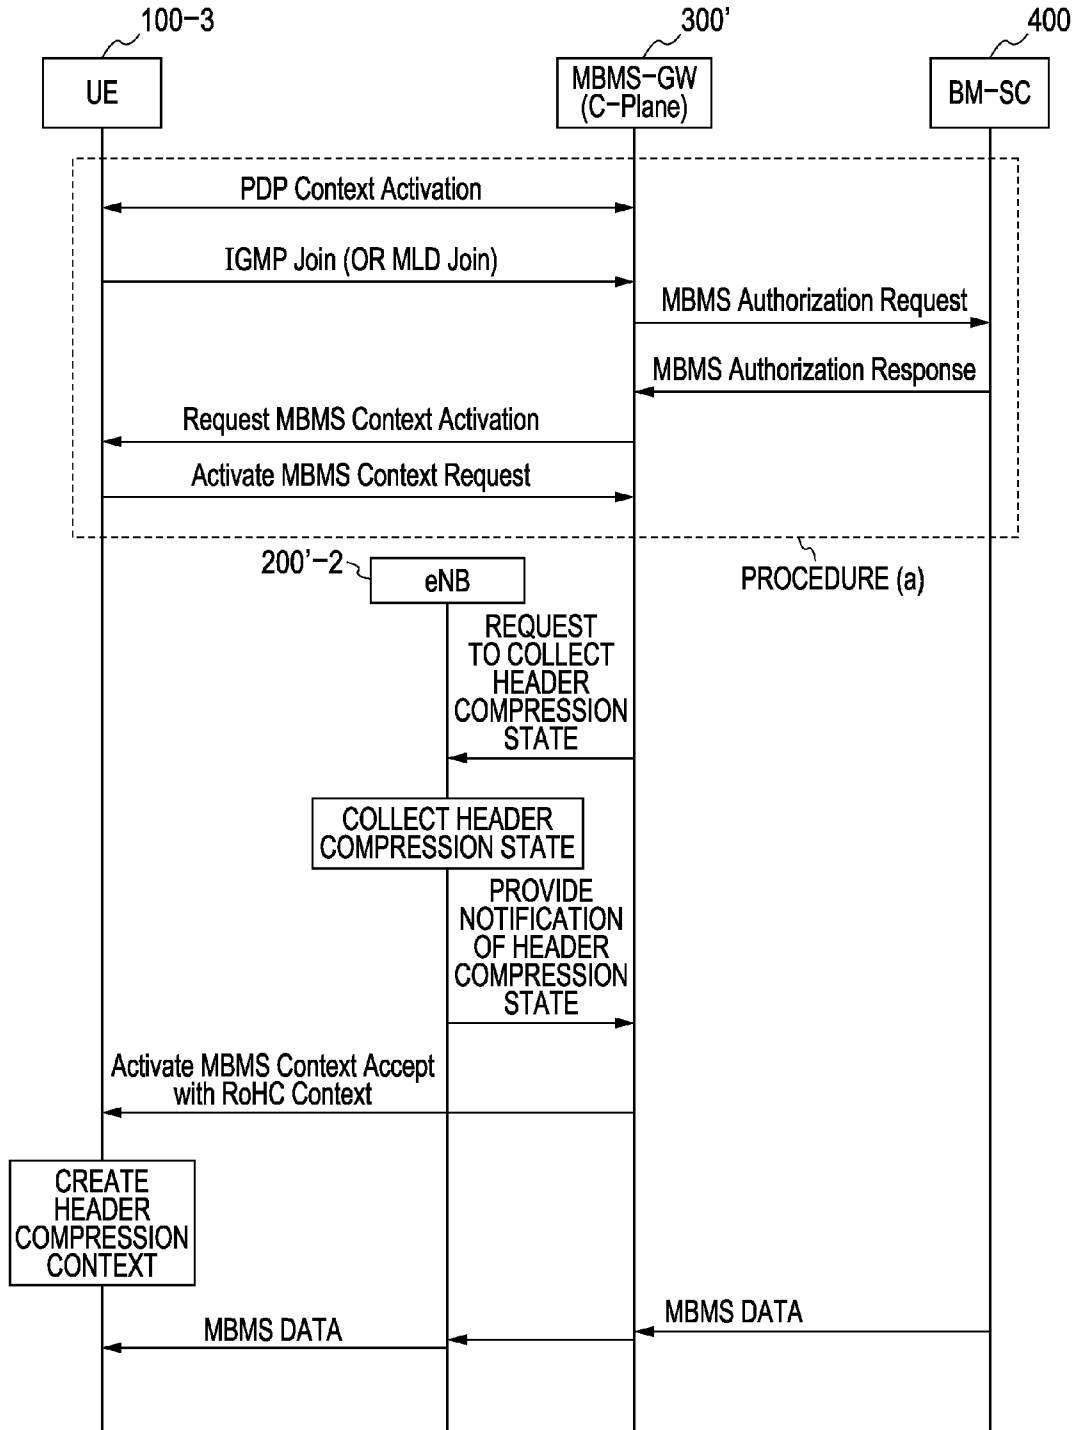 100-3
300'
400
UE
MBMS-GW
(C-Plane)
BM-SC
PDP Context Activation
IGMP Join (OR MLD Join)
MBMS Authorization Request
MBMS Authorization Response
Request MBMS Context Activation
Activate MBMS Context Request
200'-2
eNB
PROCEDURE (a)
REQUEST
TO COLLECT
HEADER
COMPRESSION
STATE
COLLECT HEADER
COMPRESSION STATE
PROVIDE
NOTIFICATION
OF HEADER
COMPRESSION
STATE
Activate MBMS Context Accept
with RoHC Context
CREATE
HEADER
COMPRESSION
CONTEXT
MBMS DATA
MBMS DATA